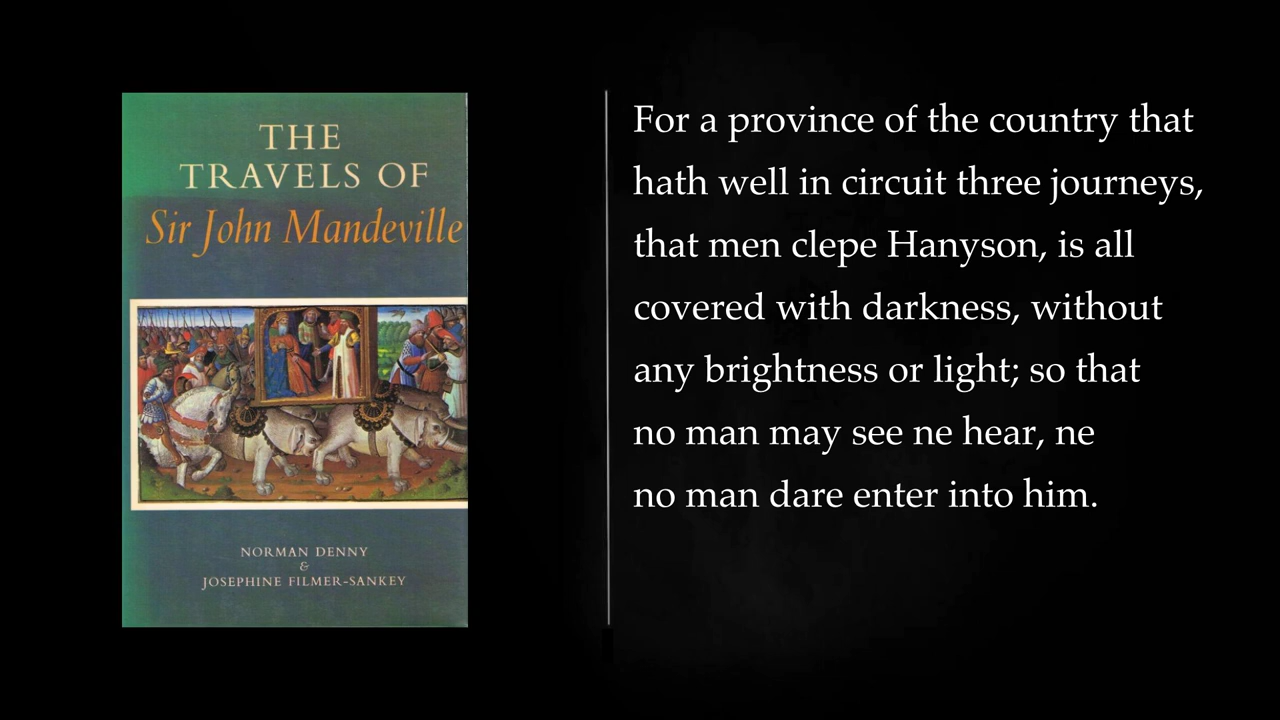 THE
TRAVELS OF
Sir John Mandeville
NORMAN DENNY
&
JOSEPHINE FILMER-SANKEY
For a province of the country that
hath well in circuit three journeys,
that men clepe Hanyson, is all
covered with darkness, without
any brightness or light; so that
no man may see ne hear, ne
no man dare enter into him.